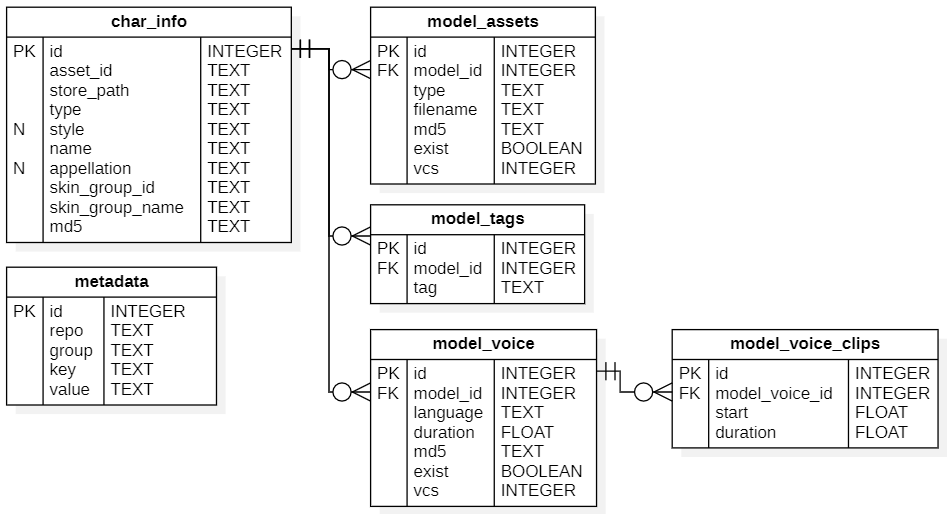 char_info
PK id INTEGER
asset_id TEXT
store_path TEXT
type TEXT
N style TEXT
name TEXT
N appellation TEXT
skin_group_id TEXT
skin_group_name TEXT
md5 TEXT
metadata
PK id INTEGER
repo TEXT
group TEXT
key TEXT
value TEXT
model_assets
PK id INTEGER
FK model_id INTEGER
type TEXT
filename TEXT
md5 TEXT
exist BOOLEAN
vcs INTEGER
model_tags
PK id INTEGER
FK model_id INTEGER
tag TEXT
model_voice
PK id INTEGER
FK model_id INTEGER
language TEXT
duration FLOAT
md5 TEXT
exist BOOLEAN
vcs INTEGER
model_voice_clips
PK id INTEGER
FK model_voice_id INTEGER
start FLOAT
duration FLOAT